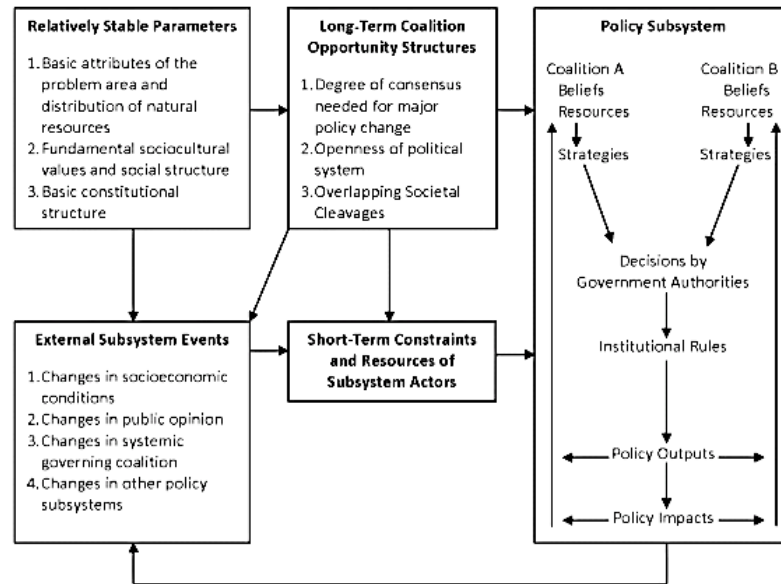 Relatively Stable Parameters
1. Basic attributes of the
problem area and
distribution of natural
resources
2. Fundamental sociocultural
values and social structure
3. Basic constitutional
structure
Long-Term Coalition
Opportunity Structures
1. Degree of consensus
needed for major
policy change
2. Openness of political
system
3. Overlapping Societal
Cleavages
Policy Subsystem
Coalition A
Beliefs
Resources
Strategies
Coalition B
Beliefs
Resources
Strategies
Decisions by
Government Authorities
Institutional Rules
Policy Outputs
Policy Impacts
External Subsystem Events
1. Changes in socioeconomic
conditions
2. Changes in public opinion
3. Changes in systemic
governing coalition
4. Changes in other policy
subsystems
Short-Term Constraints
and Resources of
Subsystem Actors